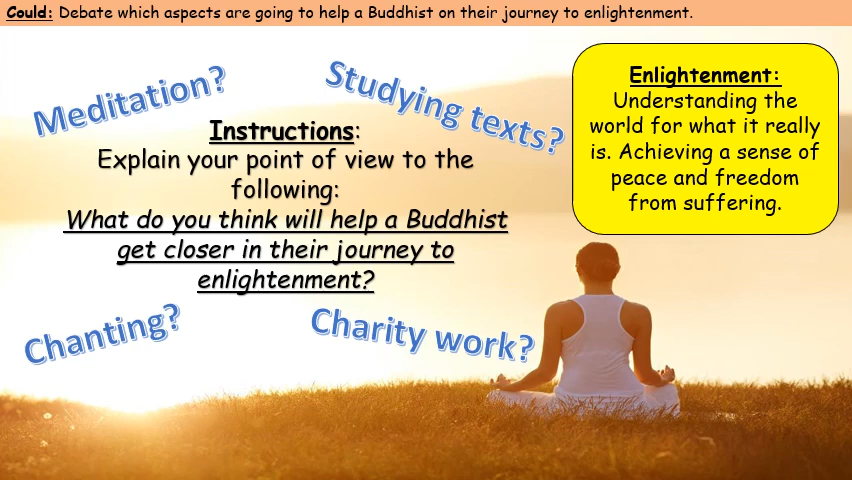 Could: Debate which aspects are going to help a Buddhist on their journey to enlightenment.
Meditation?
Studying texts?
Instructions:
Explain your point of view to the
following:
What do you think will help a Buddhist
get closer in their journey to
enlightenment?
Chanting?
Charity work?
Enlightenment:
Understanding the
world for what it really
is. Achieving a sense of
peace and freedom
from suffering.